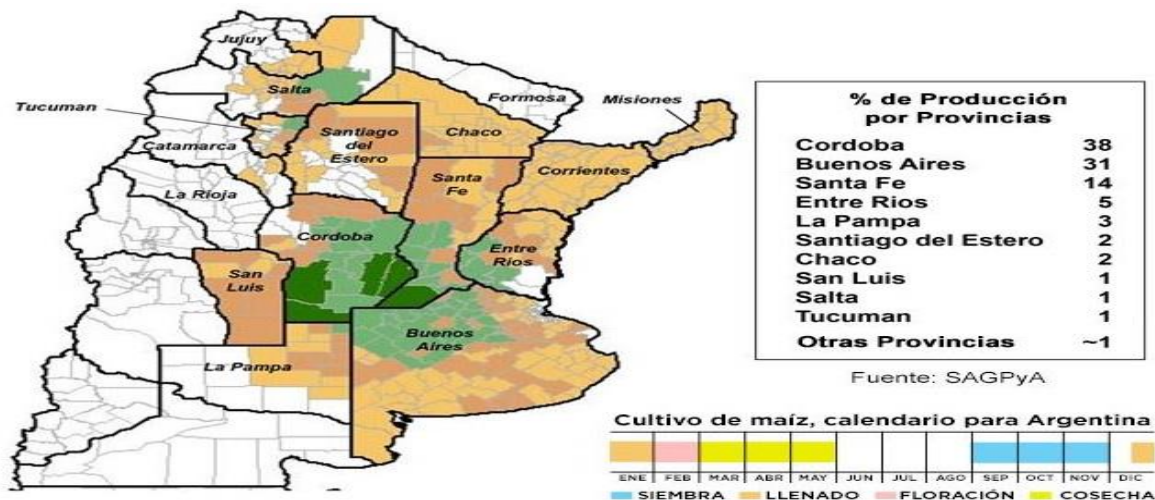 Jujuy
Salta
Formosa
Misiones
Tucuman
Santiago del Estero
Chaco
Catamarca
Corrientes
La Rioja
Santa Fe
Cordoba
Entre Rios
San Luis
Buenos Aires
La Pampa
% de Producción
por Provincias
Cordoba 38
Buenos Aires 31
Santa Fe 14
Entre Rios 5
La Pampa 3
Santiago del Estero 2
Chaco 2
San Luis 1
Salta 1
Tucuman 1
Otras Provincias ~1
Fuente: SAGPyA
Cultivo de maíz, calendario para Argentina
ENE FEB MAR ABR MAY JUN JUL AGO SEP OCT NOV DIC
SIEMBRA LLENADO FLORACIÓN COSECHA